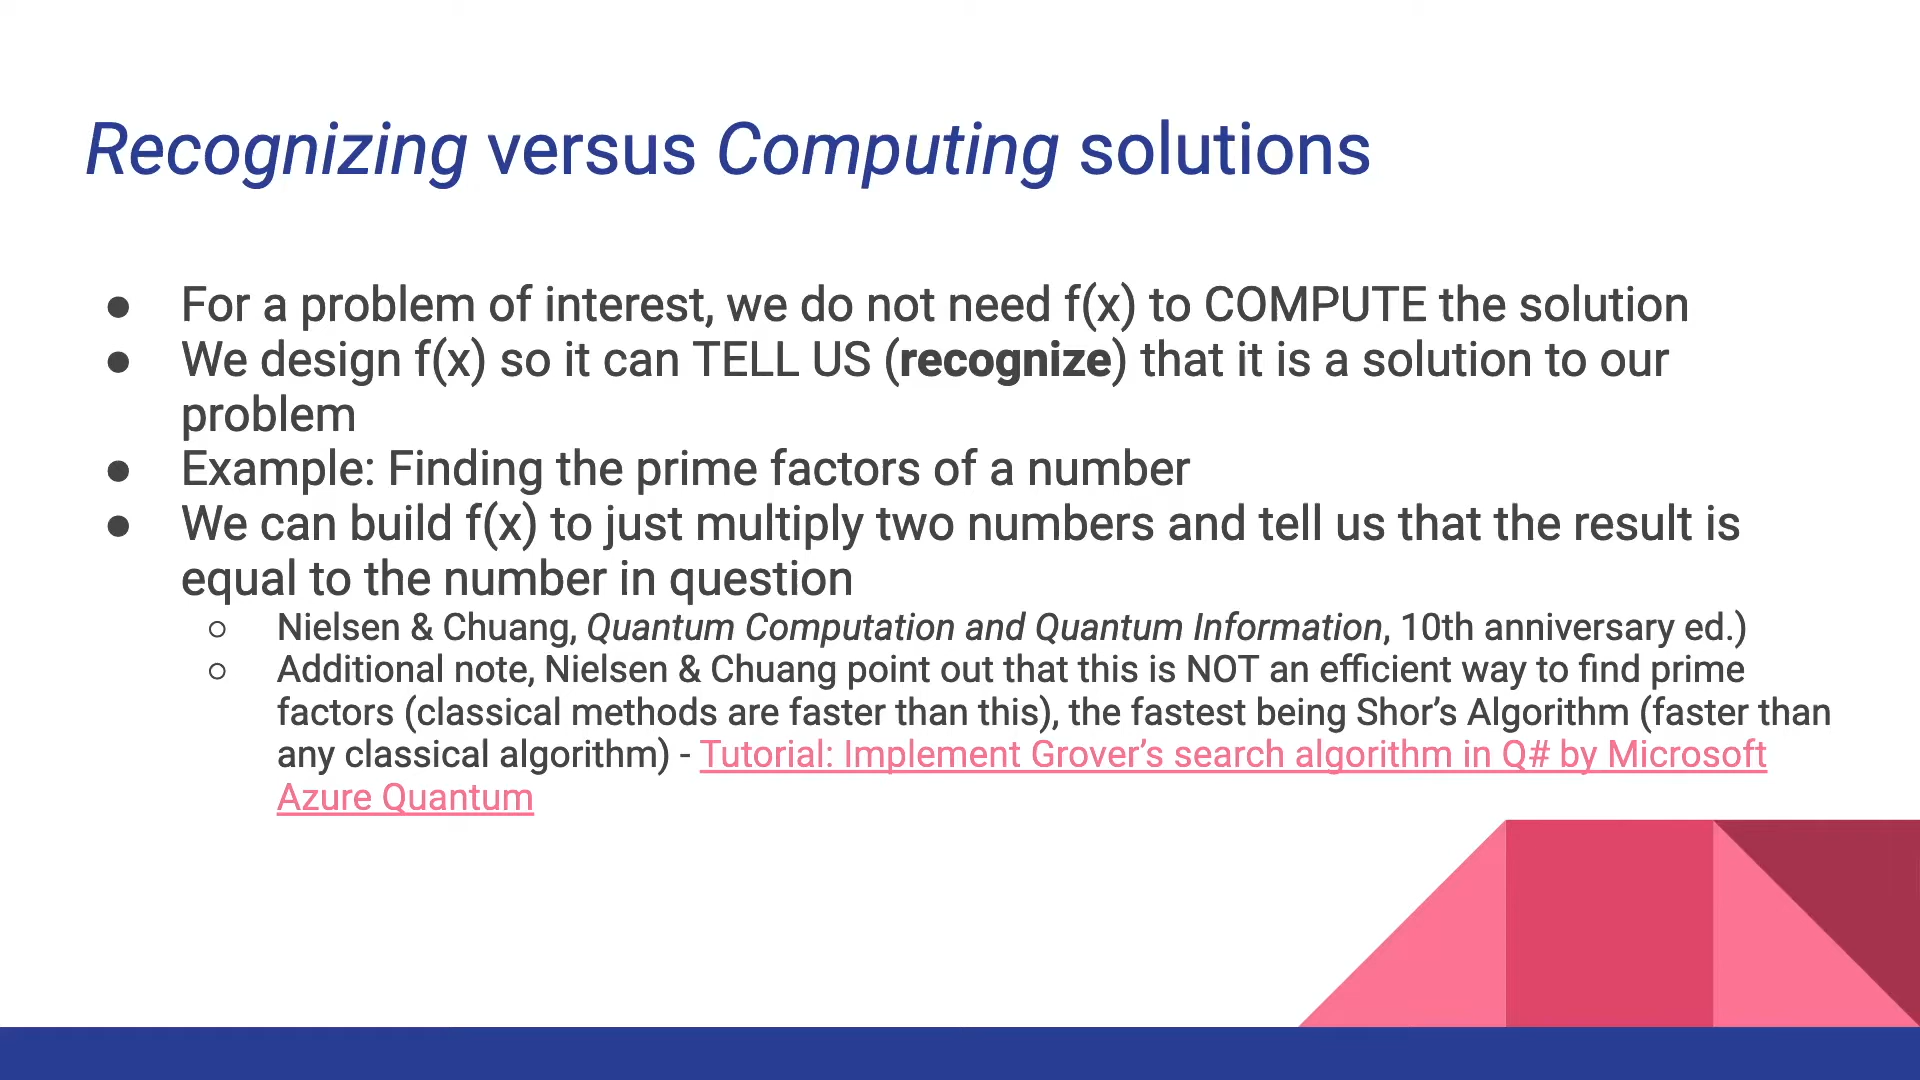 Recognizing versus Computing solutions
● For a problem of interest, we do not need f(x) to COMPUTE the solution
● We design f(x) so it can TELL US (recognize) that it is a solution to our
problem
● Example: Finding the prime factors of a number
● We can build f(x) to just multiply two numbers and tell us that the result is
equal to the number in question
○ Nielsen & Chuang, Quantum Computation and Quantum Information, 10th anniversary ed.)
○ Additional note, Nielsen & Chuang point out that this is NOT an efficient way to find prime
factors (classical methods are faster than this), the fastest being Shor’s Algorithm (faster than
any classical algorithm) - Tutorial: Implement Grover’s search algorithm in Q# by Microsoft
Azure Quantum